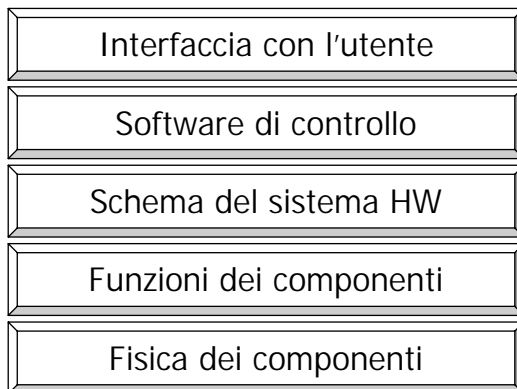 Interfaccia con l'utente
Software di controllo
Schema del sistema HW
Funzioni dei componenti
Fisica dei componenti